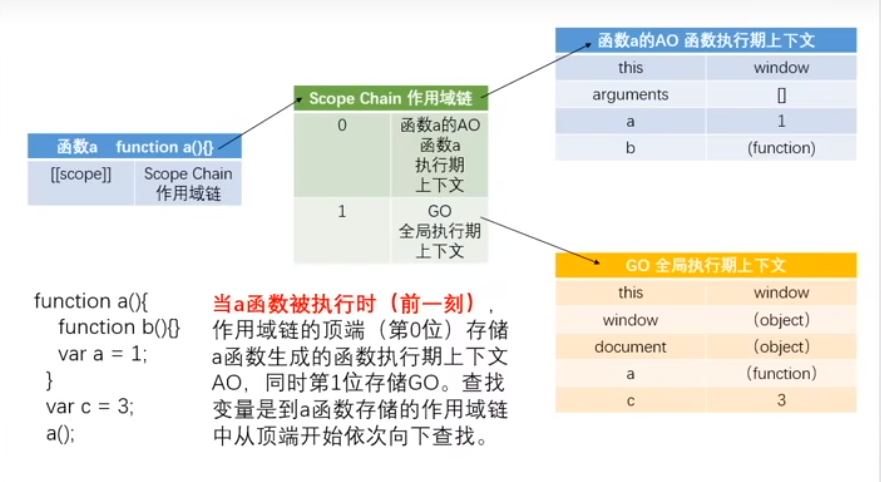 函数a function a(){}
[[scope]] Scope Chain
作用域链
Scope Chain 作用域链
0 函数a的AO
函数a
执行期
上下文
1 GO
全局执行期
上下文
函数a的AO 函数执行期上下文
this window
arguments []
a 1
b (function)
GO 全局执行期上下文
this window
window （object）
document （object）
a （function）
c 3
function a(){
function b(){}
var a = 1;
}
var c = 3;
a();
当a函数被执行时（前一刻），
作用域链的顶端（第0位）存储
a函数生成的函数执行期上下文
AO，同时第1位存储GO。查找
变量是到a函数存储的作用域链
中从顶端开始依次向下查找。